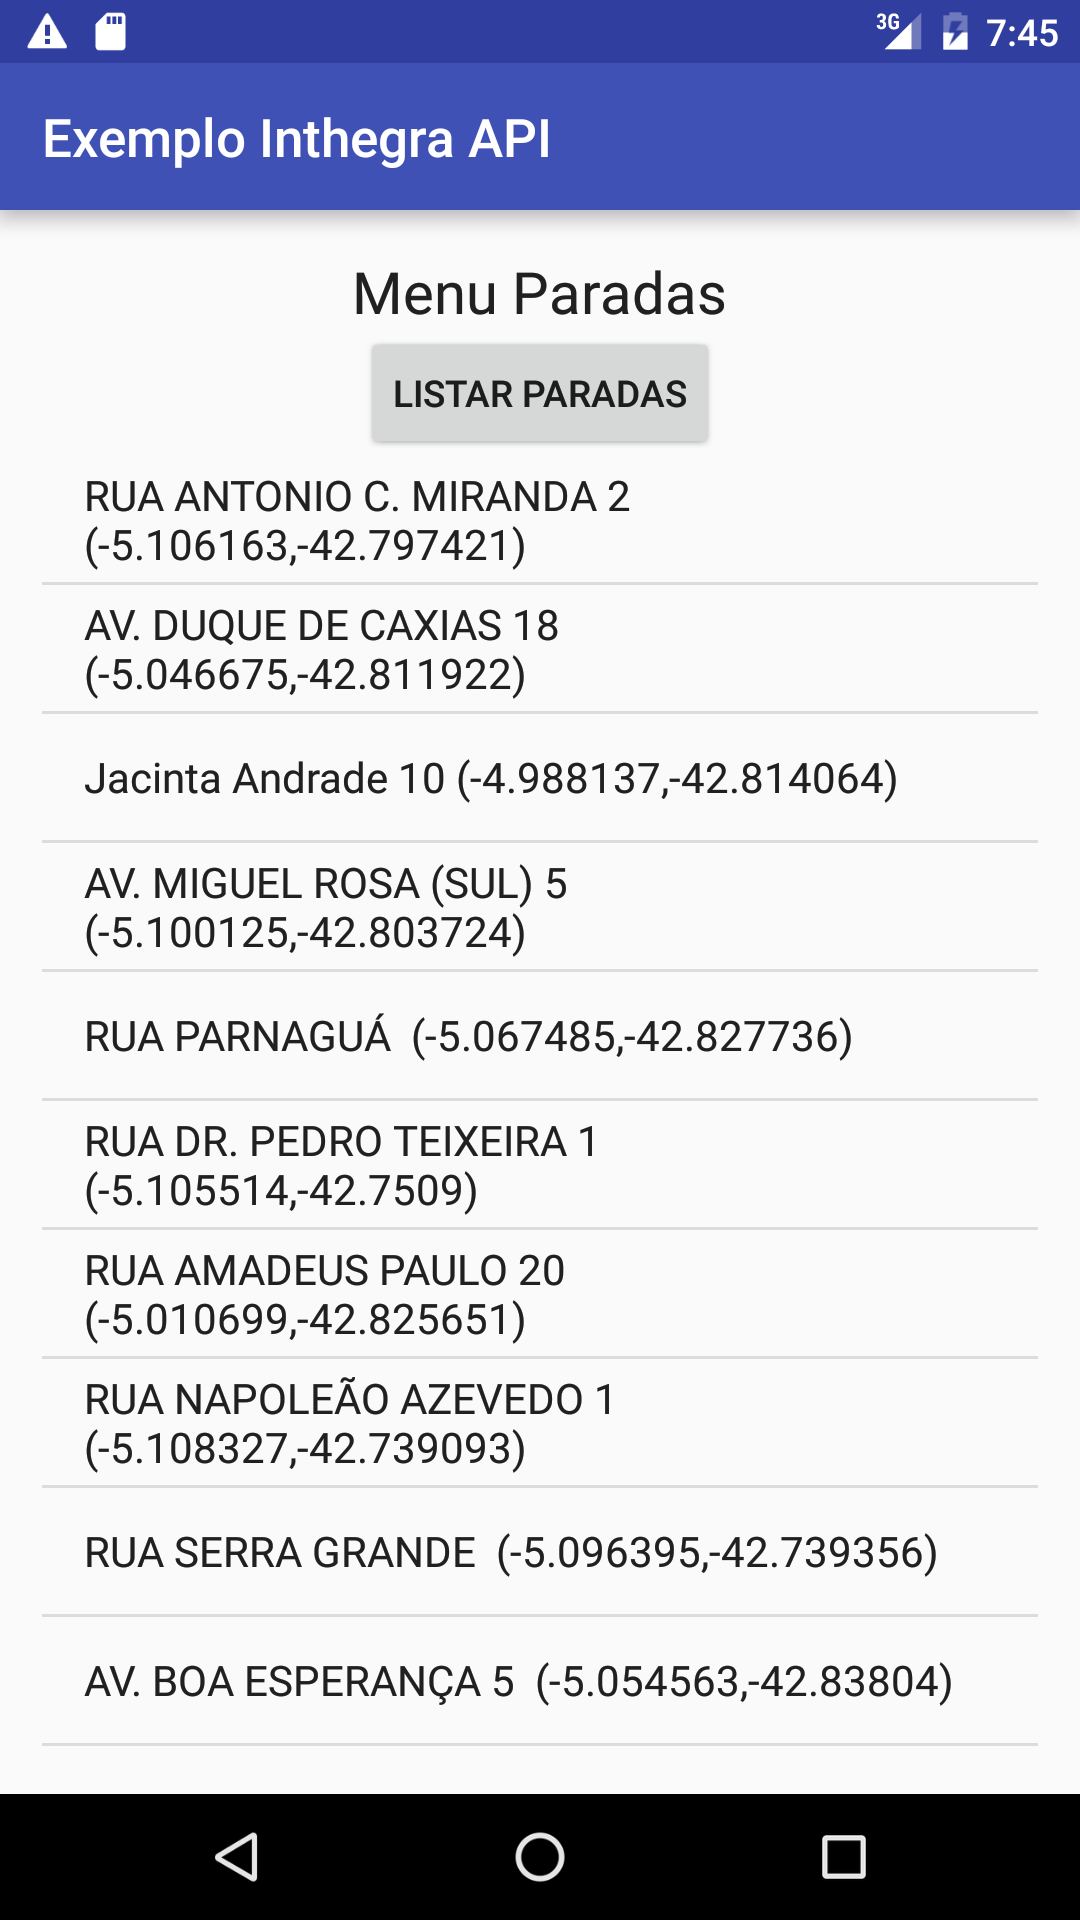 3G 7:45
Exemplo Inthegra API
Menu Paradas
LISTAR PARADAS
RUA ANTONIO C. MIRANDA 2
(-5.106163,-42.797421)
AV. DUQUE DE CAXIAS 18
(-5.046675,-42.811922)
Jacinta Andrade 10 (-4.988137,-42.814064)
AV. MIGUEL ROSA (SUL) 5
(-5.100125,-42.803724)
RUA PARNAGUÁ  (-5.067485,-42.827736)
RUA DR. PEDRO TEIXEIRA 1
(-5.105514,-42.7509)
RUA AMADEUS PAULO 20
(-5.010699,-42.825651)
RUA NAPOLEÃO AZEVEDO 1
(-5.108327,-42.739093)
RUA SERRA GRANDE  (-5.096395,-42.739356)
AV. BOA ESPERANÇA 5  (-5.054563,-42.83804)